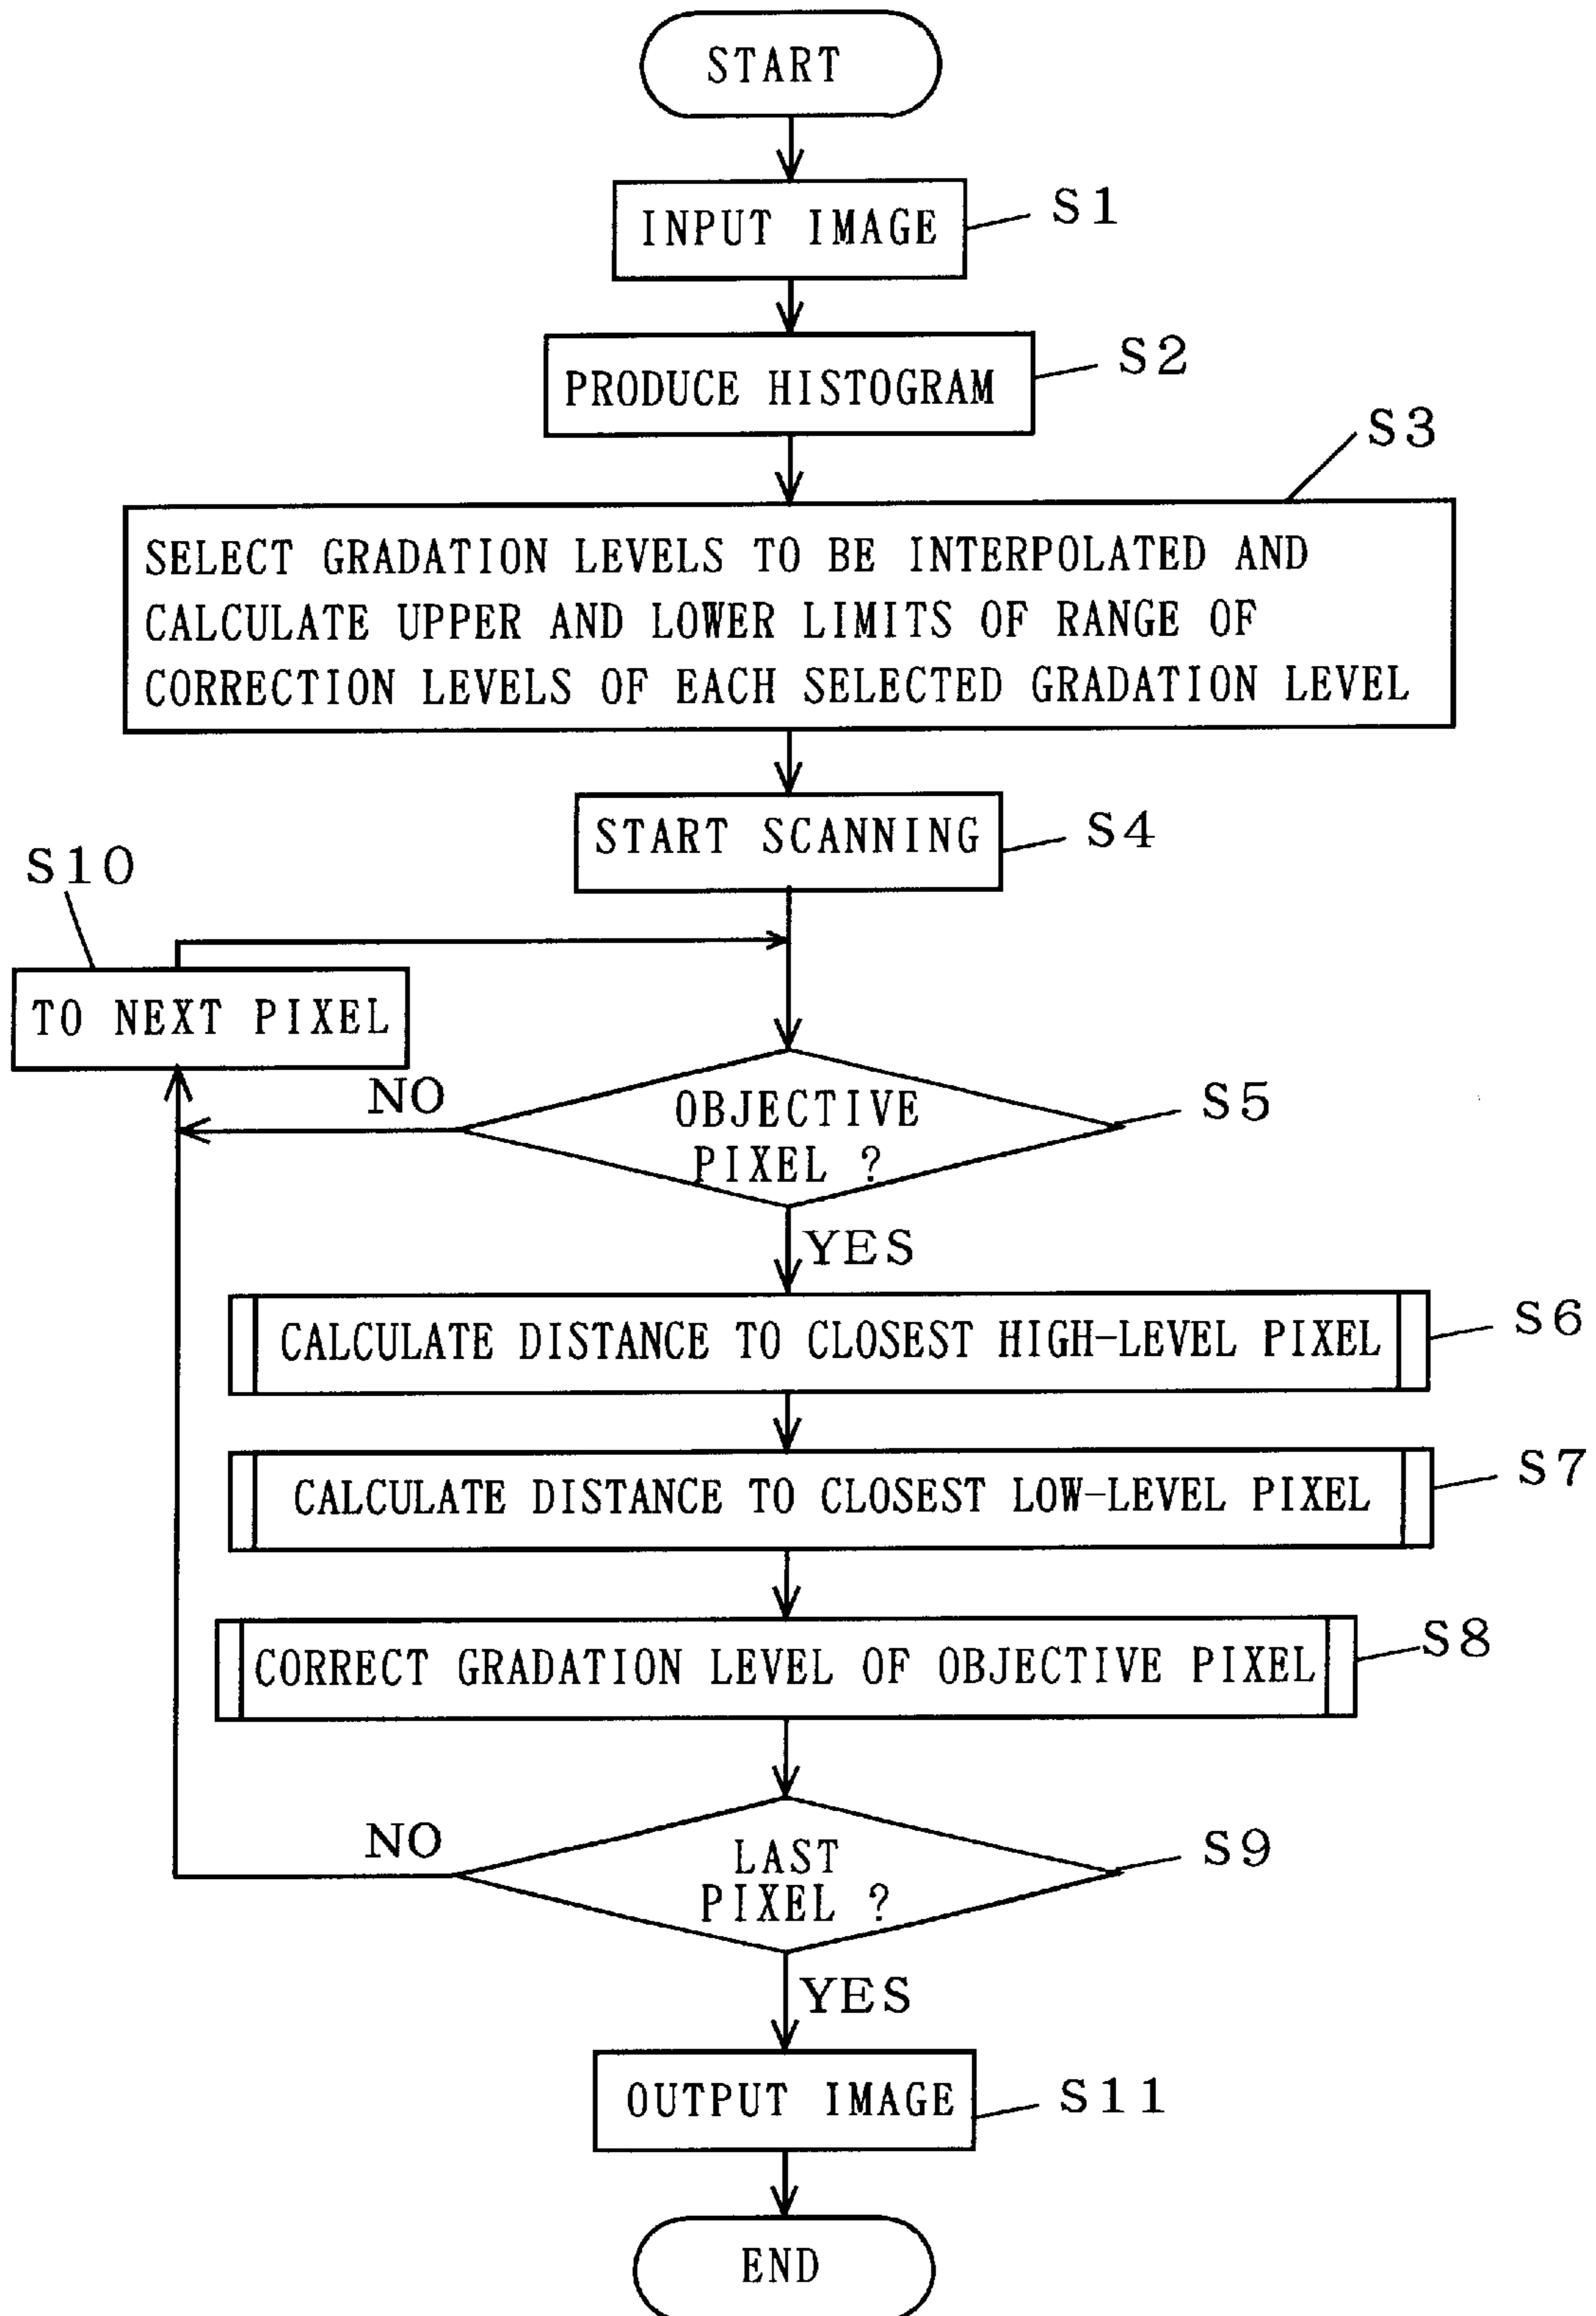 START
INPUT IMAGE
S1
PRODUCE HISTOGRAM
S2
S3
SELECT GRADATION LEVELS TO BE INTERPOLATED AND
CALCULATE UPPER AND LOWER LIMITS OF RANGE OF
CORRECTION LEVELS OF EACH SELECTED GRADATION LEVEL
START SCANNING
S4
S10
TO NEXT PIXEL
NO
OBJECTIVE
PIXEL ?
S5
YES
CALCULATE DISTANCE TO CLOSEST HIGH-LEVEL PIXEL
S6
CALCULATE DISTANCE TO CLOSEST LOW-LEVEL PIXEL
S7
CORRECT GRADATION LEVEL OF OBJECTIVE PIXEL
S8
NO
LAST
PIXEL ?
S9
YES
OUTPUT IMAGE
S11
END